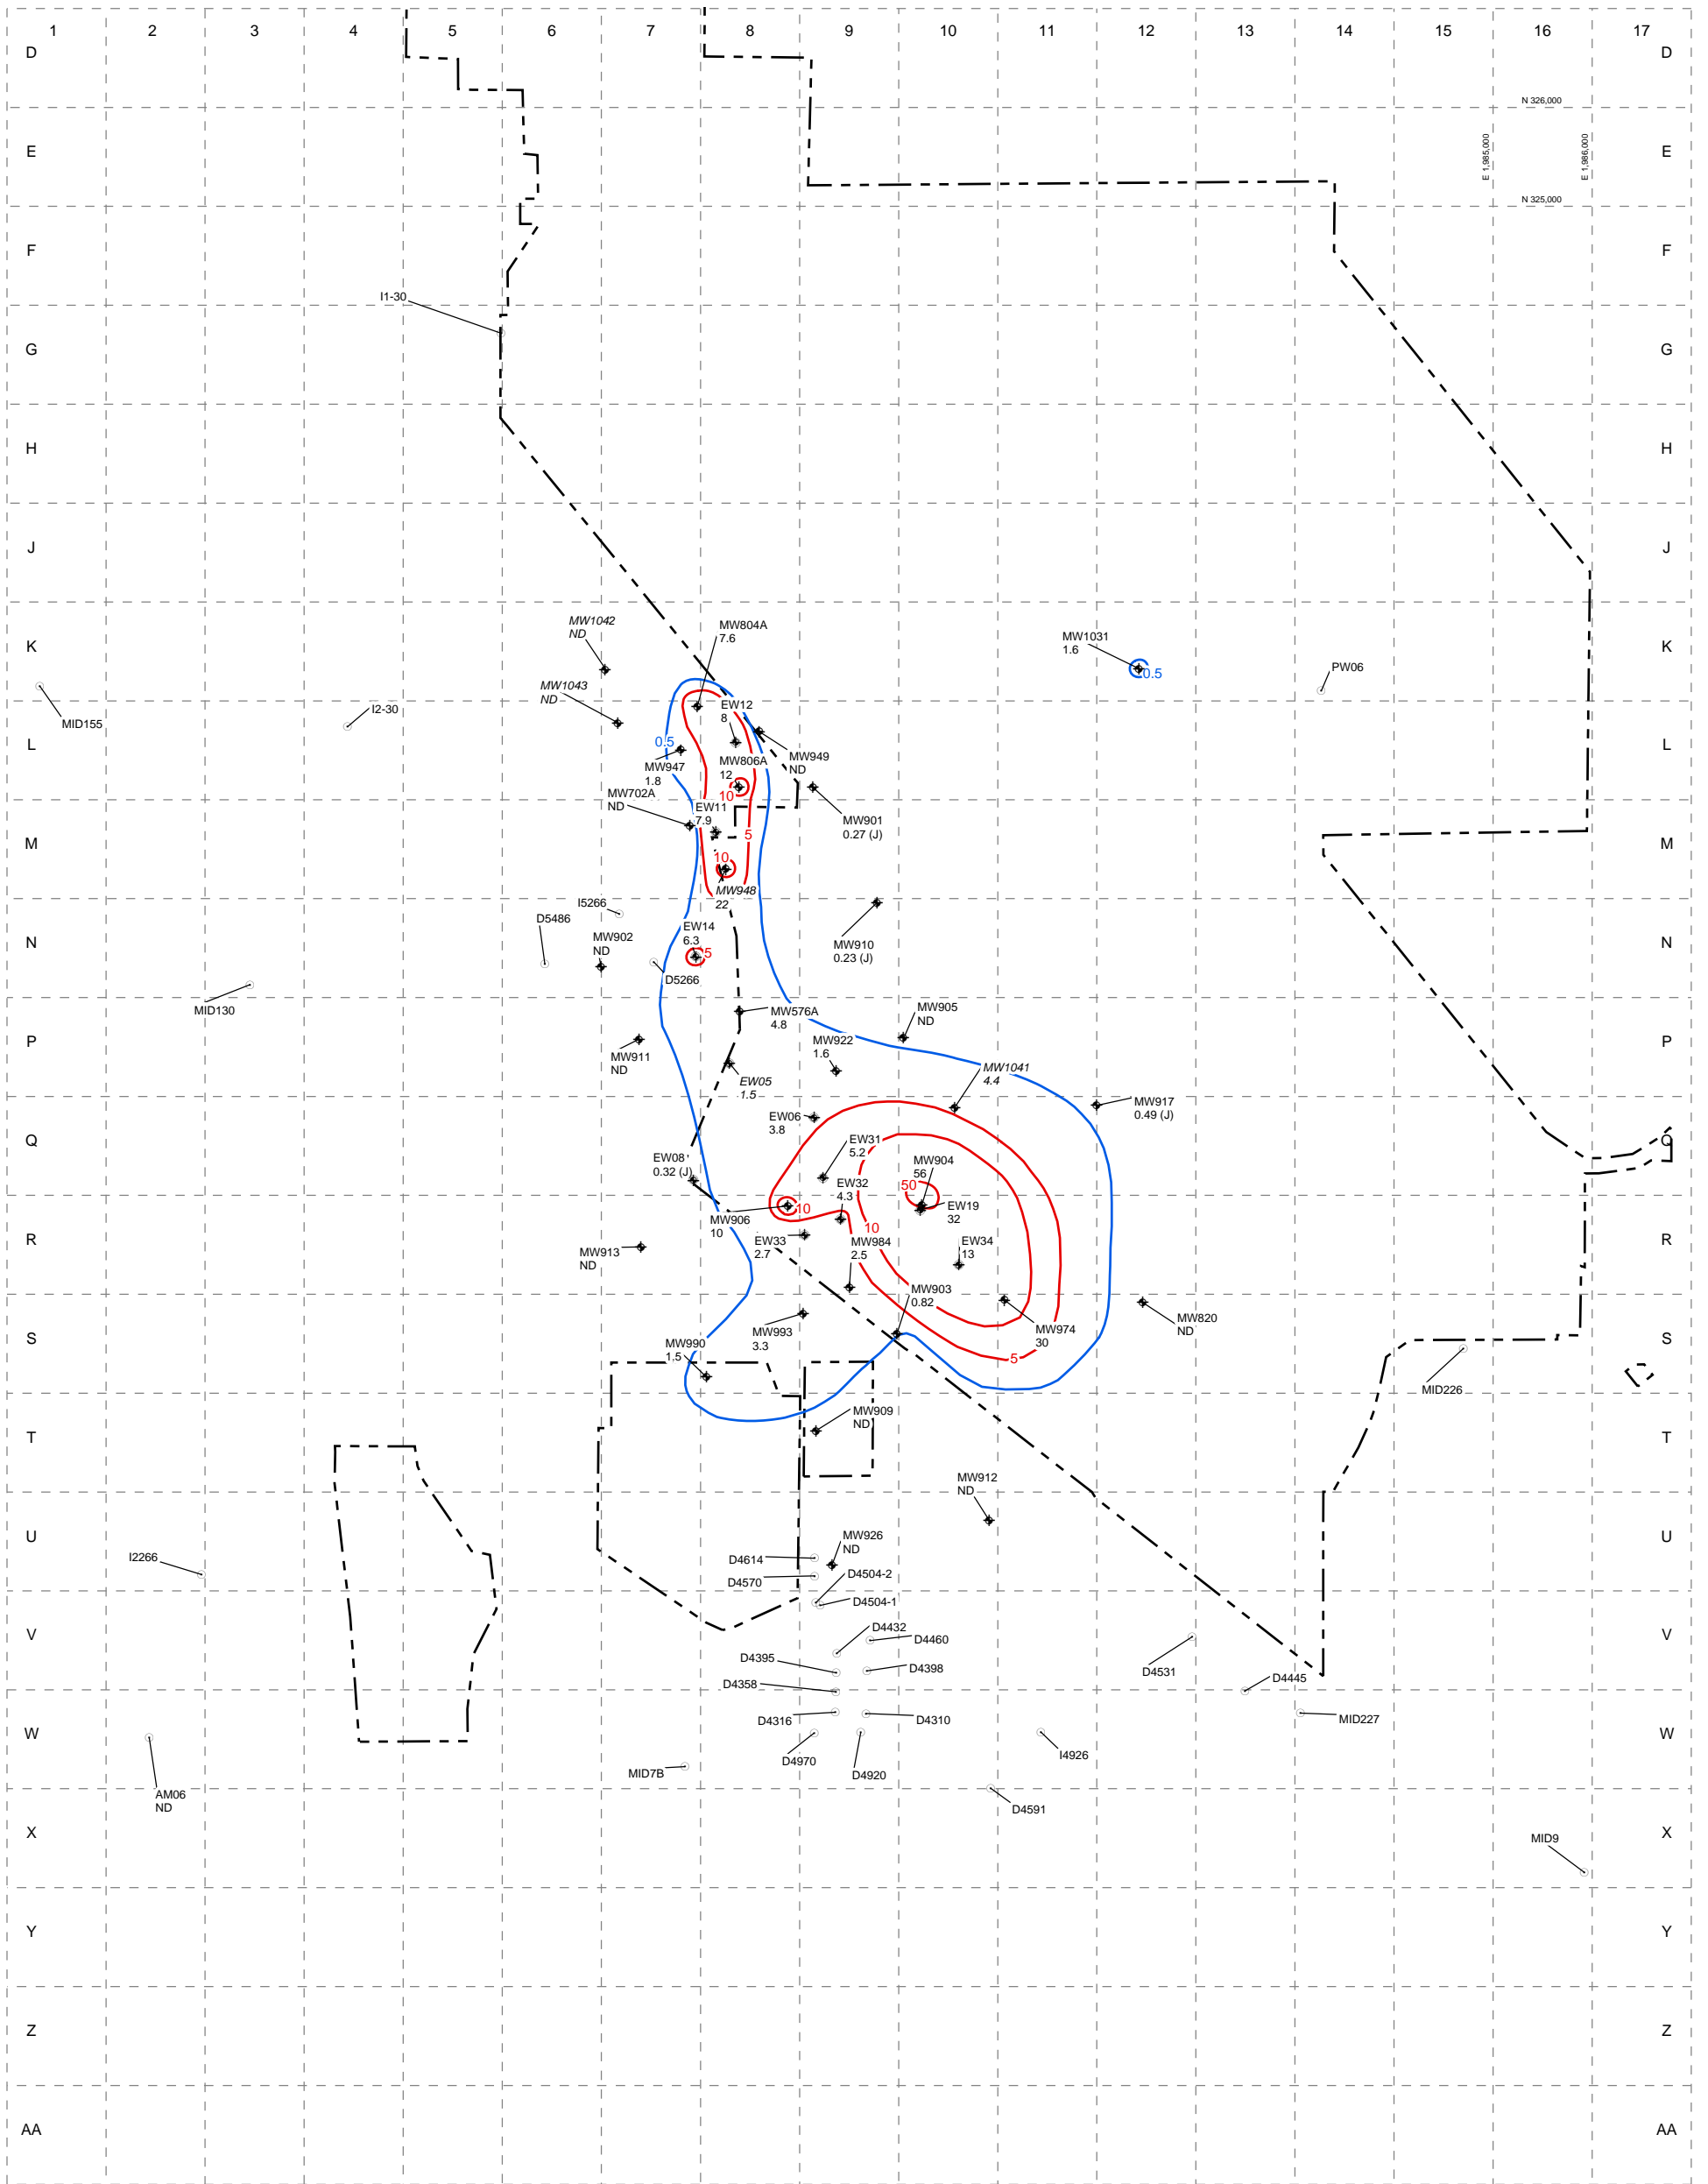 1 2 3 4 5 6 7 8 9 10 11 12 13 14 15 16 17
D D
N 326,000
E 1,985,000
E 1,986,000
E E
N 325,000
F F
I1-30
G G
H H
J J
MW1042
ND
MW804A
7.6
MW1031
1.6
K K
0.5
PW06
MW1043
ND
MID155
I2-30
EW12
8
L L
0.5
MW947
1.8
MW949
ND
MW806A
12
10
MW702A
ND
EW11
7.9
MW901
0.27 (J)
5
M M
10
MW948
22
I5266
D5486
EW14
6.3
MW902
ND
5
N N
MW910
0.23 (J)
D5266
MID130
MW576A
4.8
MW905
ND
P P
MW922
1.6
MW911
ND
EW05
1.5
MW1041
4.4
MW917
0.49 (J)
EW06
3.8
Q Q
EW31
5.2
EW08
0.32 (J)
MW904
56
EW32
4.3
50
EW19
32
10
MW906
10
10
R R
EW33
2.7
MW984
2.5
EW34
13
MW913
ND
MW903
0.82
MW820
ND
MW974
30
MW993
3.3
S S
MW990
1.5
5
MID226
MW909
ND
T T
MW912
ND
U U
MW926
ND
D4614
I2266
D4570
D4504-2
D4504-1
V V
D4432
D4460
D4395
D4398
D4531
D4445
D4358
D4316
D4310
MID227
W W
D4970
D4920
I4926
MID7B
AM06
ND
D4591
X X
MID9
Y Y
Z Z
AA AA